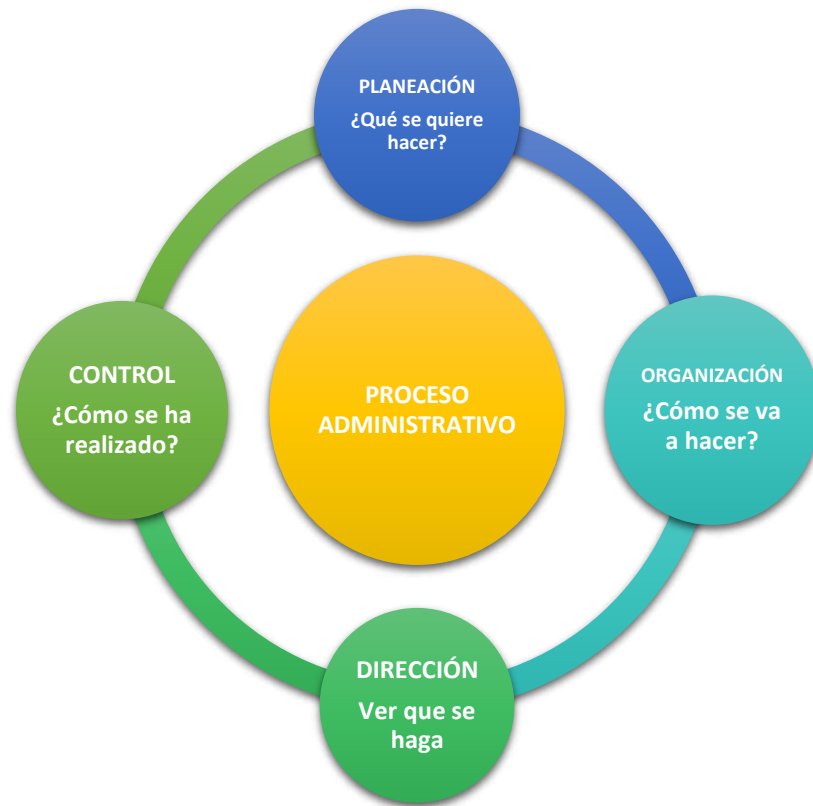 PLANEACIÓN
¿Qué se quiere
hacer?
ORGANIZACIÓN
¿Cómo se va
a hacer?
DIRECCIÓN
Ver que se
haga
CONTROL
¿Cómo se ha
realizado?
PROCESO
ADMINISTRATIVO